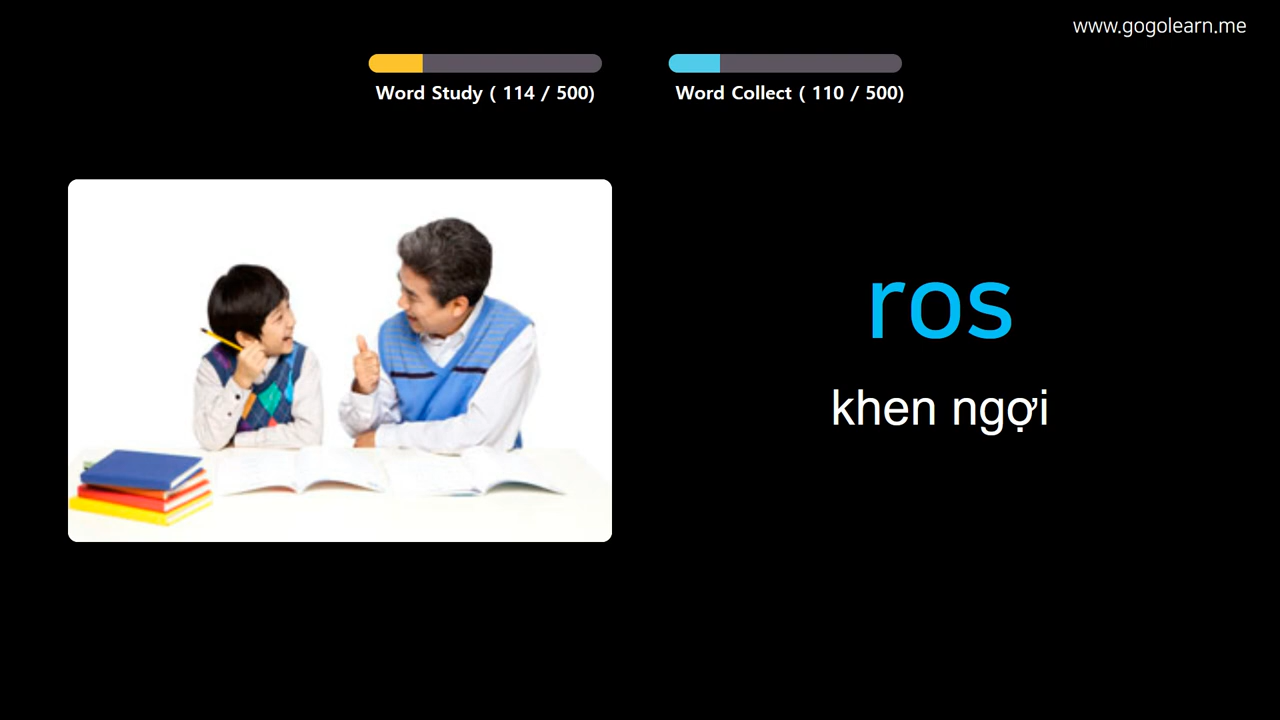 www.gogolearn.me
Word Study ( 114 / 500)
Word Collect ( 110 / 500)
ros
khen ngợi